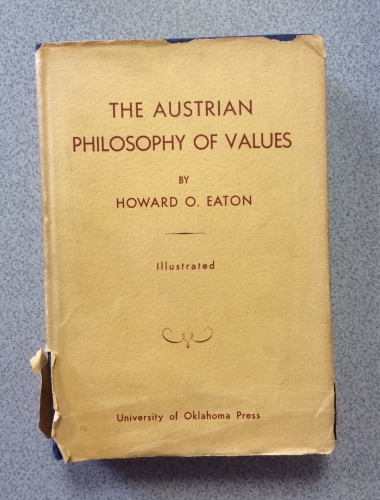 THE AUSTRIAN
PHILOSOPHY OF VALUES
BY
HOWARD O. EATON
Illustrated
University of Oklahoma Press